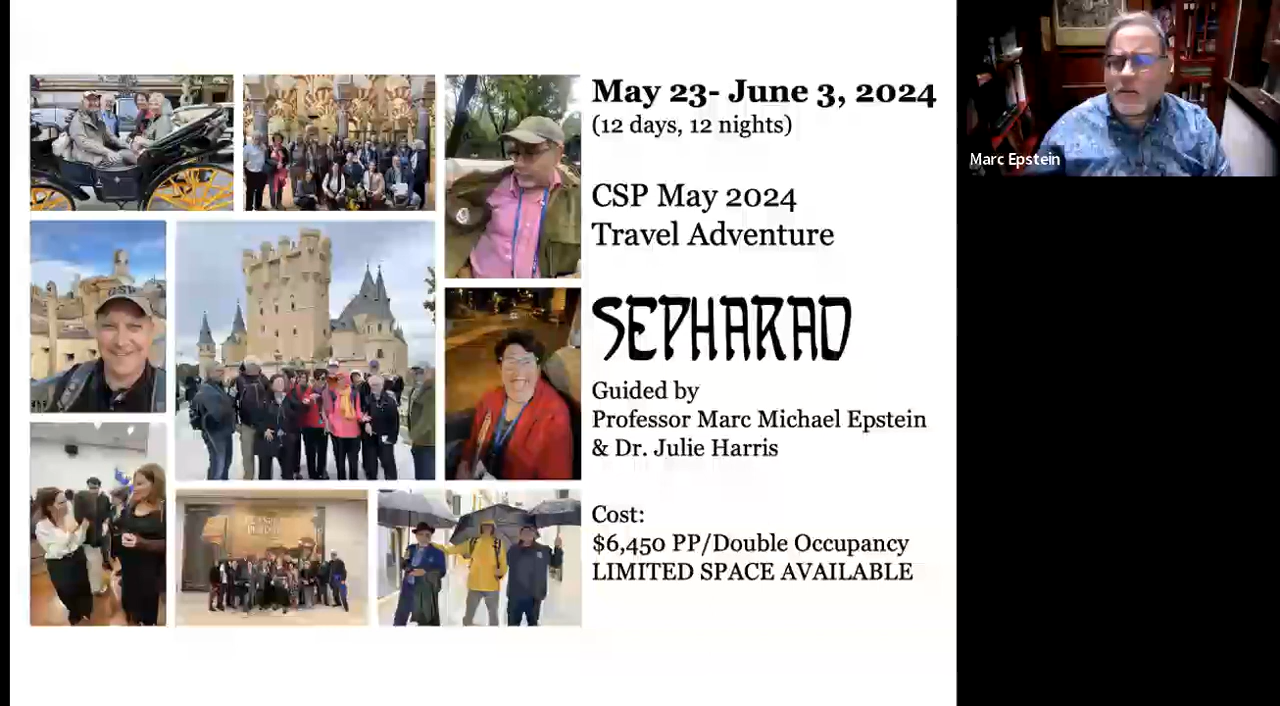 May 23- June 3, 2024
(12 days, 12 nights)
CSP May 2024
Travel Adventure
SEPHARAD
Guided by
Professor Marc Michael Epstein
& Dr. Julie Harris
Cost:
$6,450 PP/Double Occupancy
LIMITED SPACE AVAILABLE
Marc Epstein